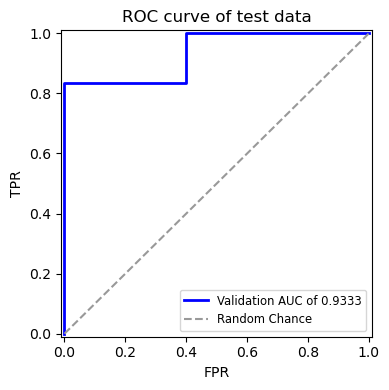 ROC curve of test data
1.0
0.8
0.6
0.4
0.2
0.0
TPR
0.0
0.2
0.4
0.6
0.8
1.0
FPR
Validation AUC of 0.9333
Random Chance